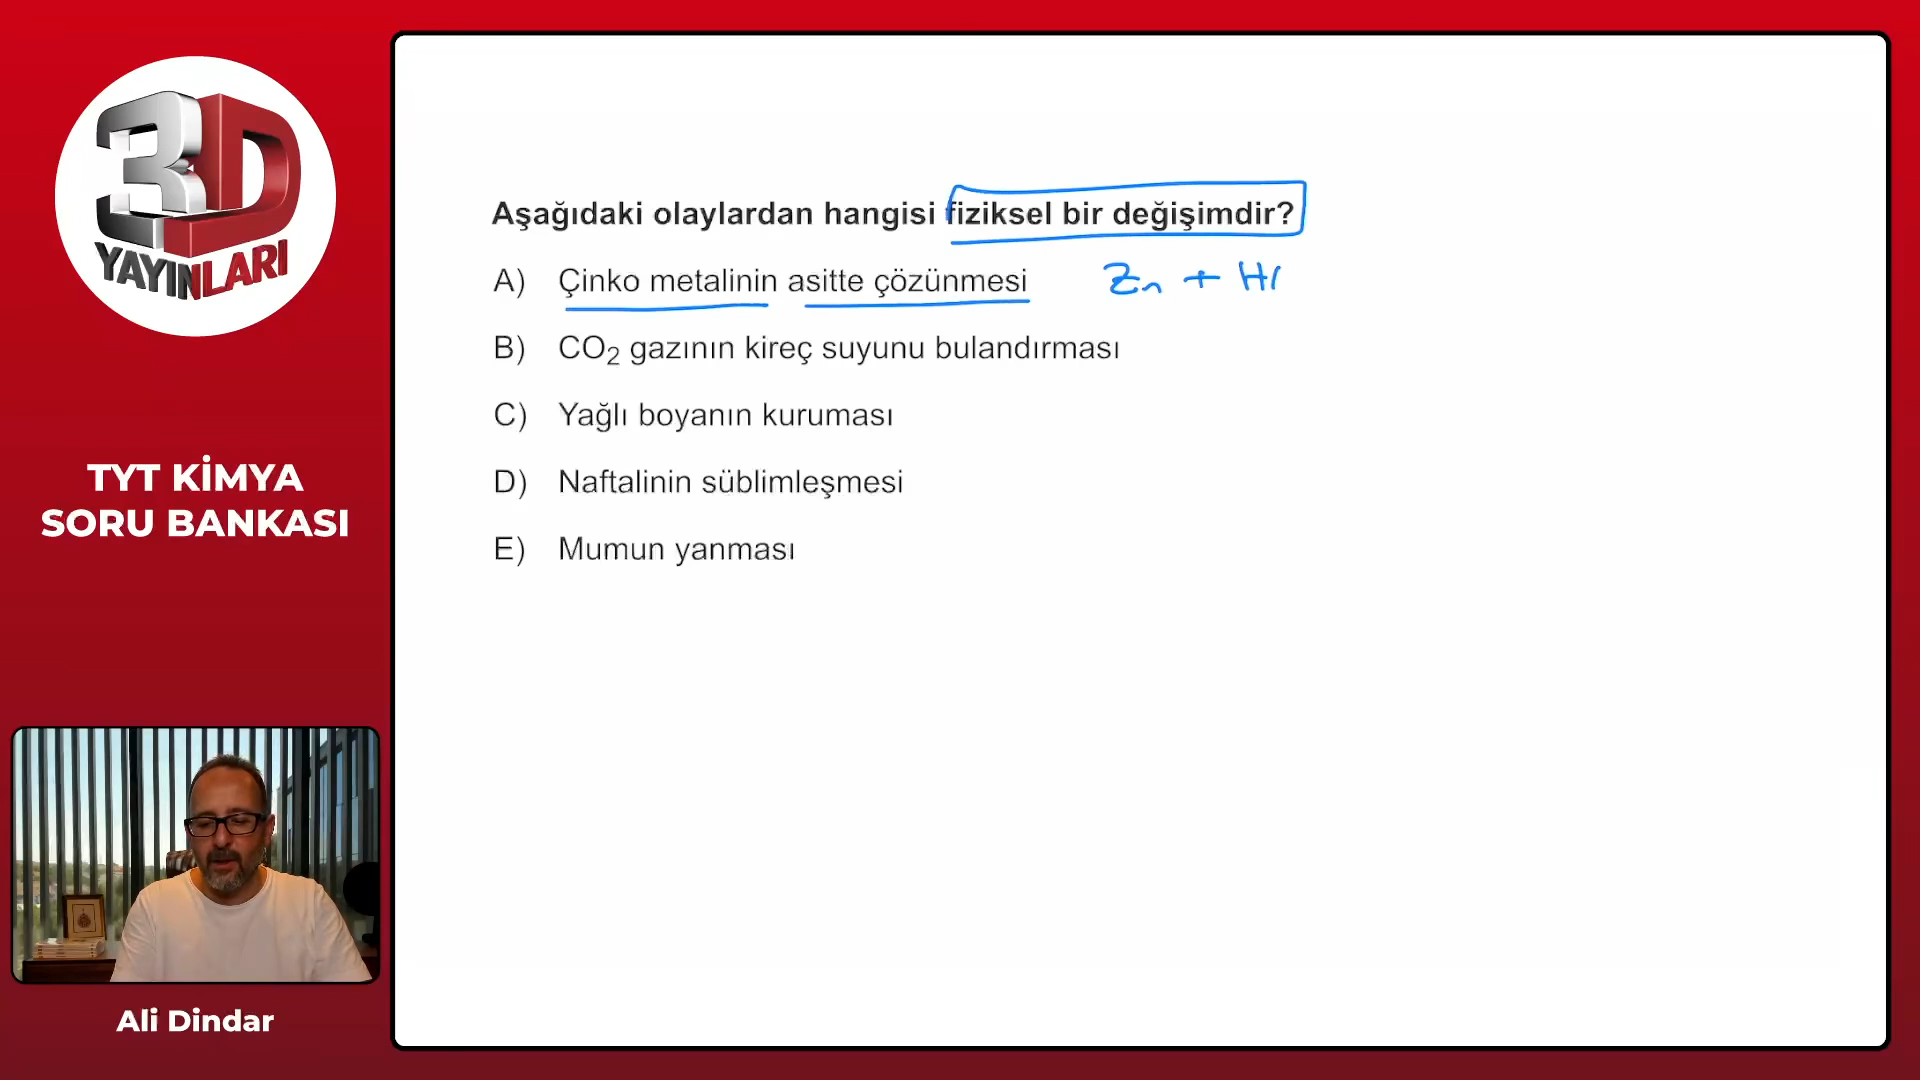 3D
YAYINLARI
TYT KİMYA
SORU BANKASI
Ali Dindar
Aşağıdaki olaylardan hangisi fiziksel bir değişimdir?
A) Çinko metalinin asitte çözünmesi Zn + H
B) CO₂ gazının kireç suyunu bulandırması
C) Yağlı boyanın kuruması
D) Naftalinin süblimleşmesi
E) Mumun yanması